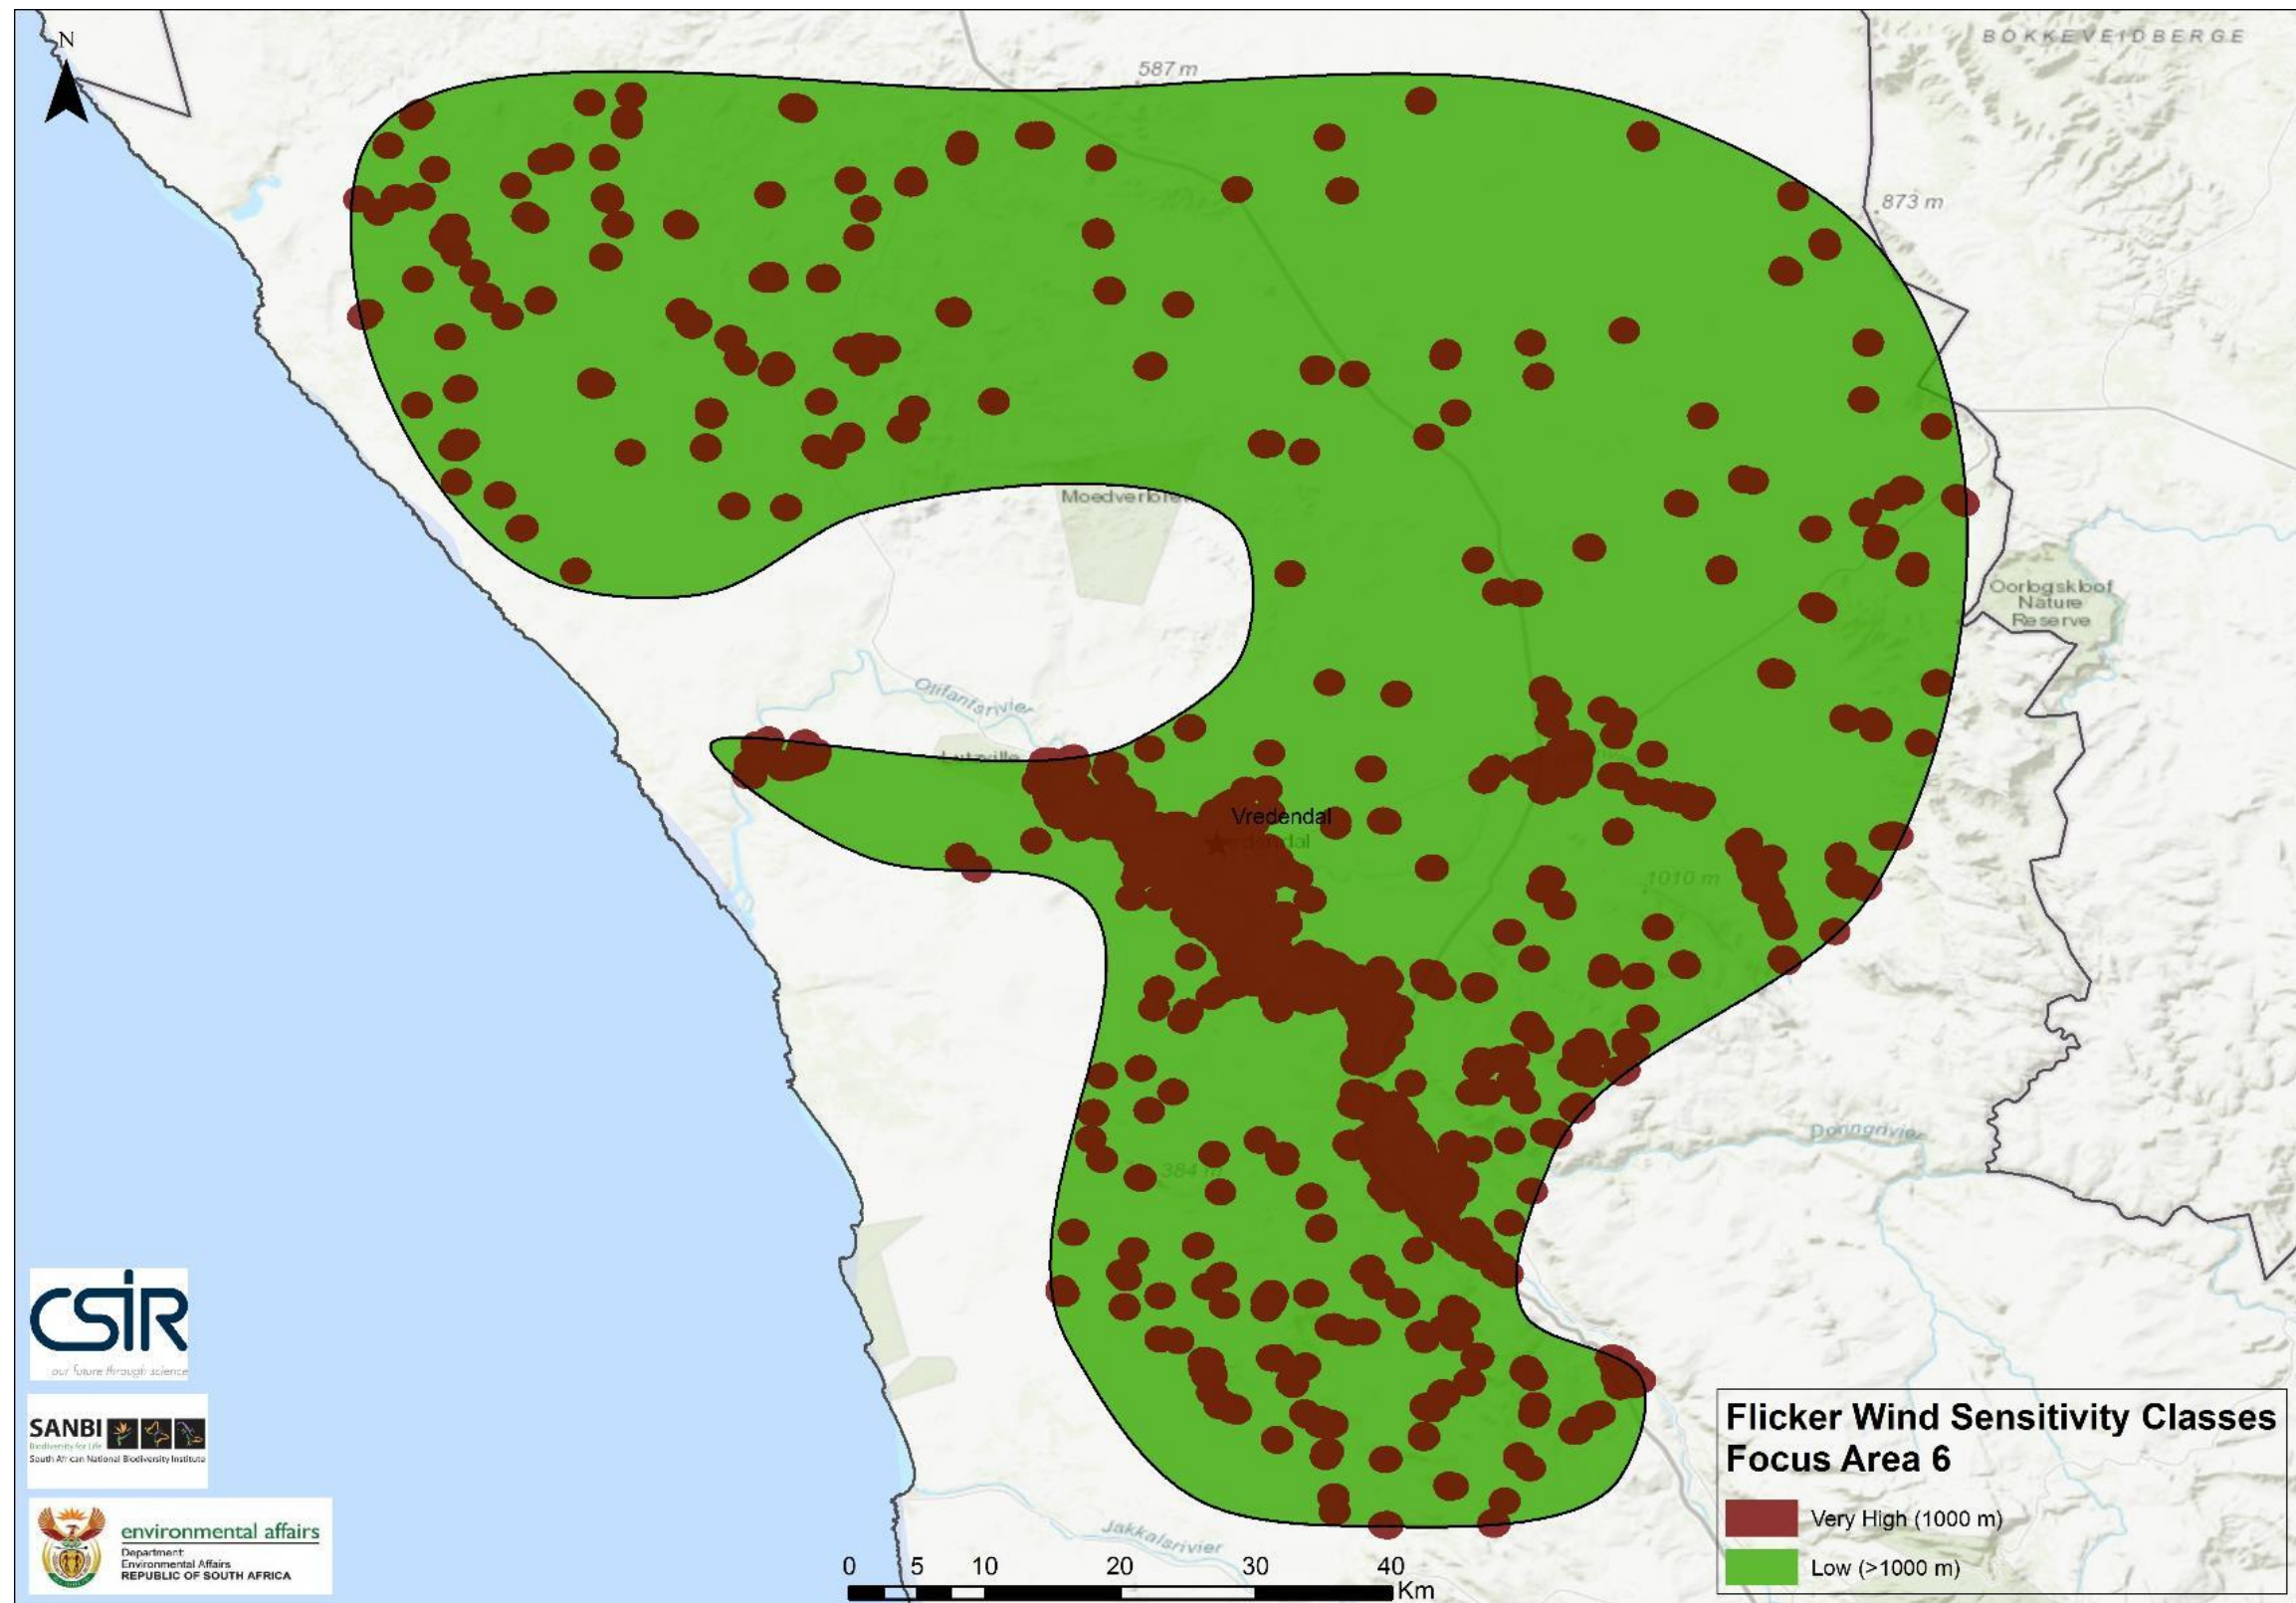 N
BOKKEVELDBERGE
587 m
873 m
Oorlogskloof
Nature
Reserve
Olifantsrivier
Lutzville
Vredendal
1010 m
Doringrivier
384 m
Jakkalsrivier
CSIR
our future through science
SANBI
Biodiversity for Life
South African National Biodiversity Institute
environmental affairs
Department:
Environmental Affairs
REPUBLIC OF SOUTH AFRICA
0 5 10 20 30 40
Km
Flicker Wind Sensitivity Classes
Focus Area 6
Very High (1000 m)
Low (>1000 m)